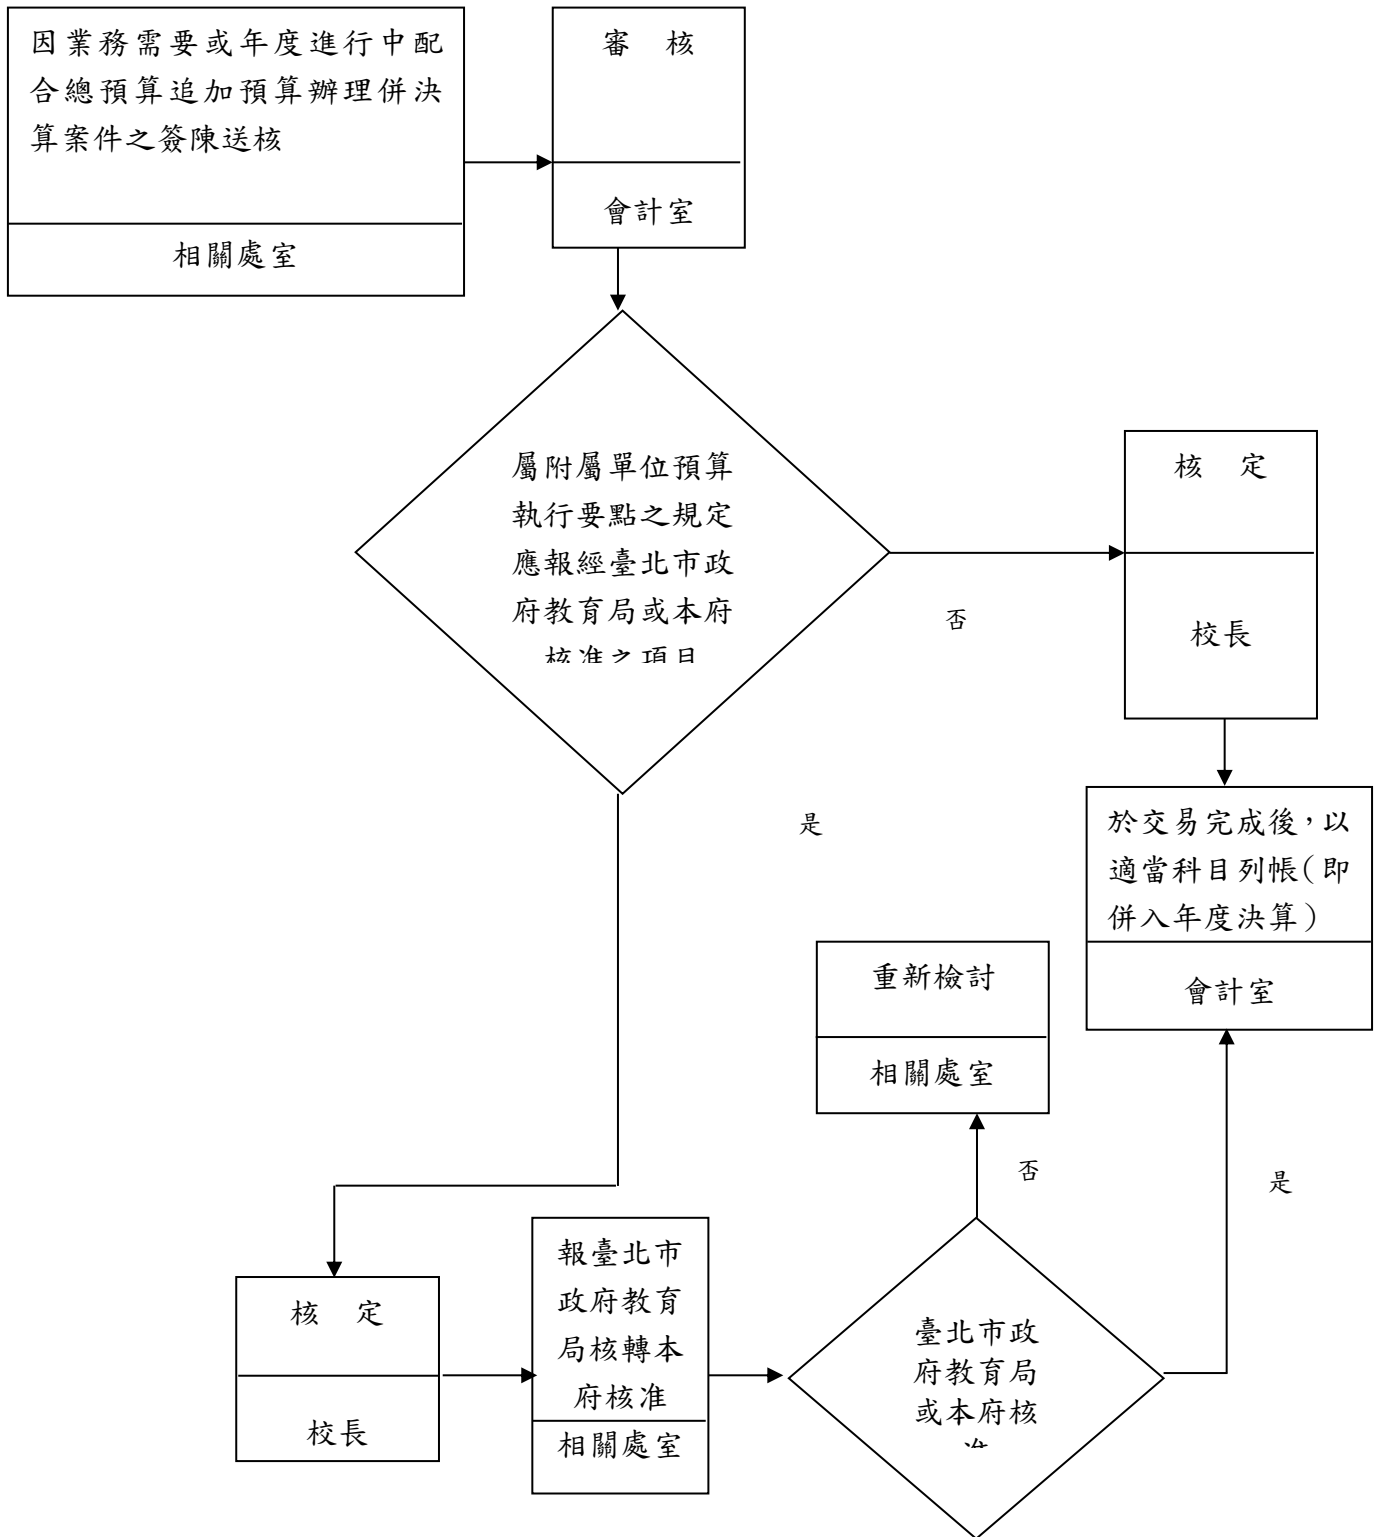 因業務需要或年度進行中配
合總預算追加預算辦理併決
算案件之簽陳送核
相關處室
審 核
會計室
屬附屬單位預算
執行要點之規定
應報經臺北市政
府教育局或本府
核准之項目
否
核 定
校長
是
於交易完成後，以
適當科目列帳（即
併入年度決算）
會計室
重新檢討
相關處室
否
是
核 定
校長
報臺北市
政府教育
局核轉本
府核准
相關處室
臺北市政
府教育局
或本府核